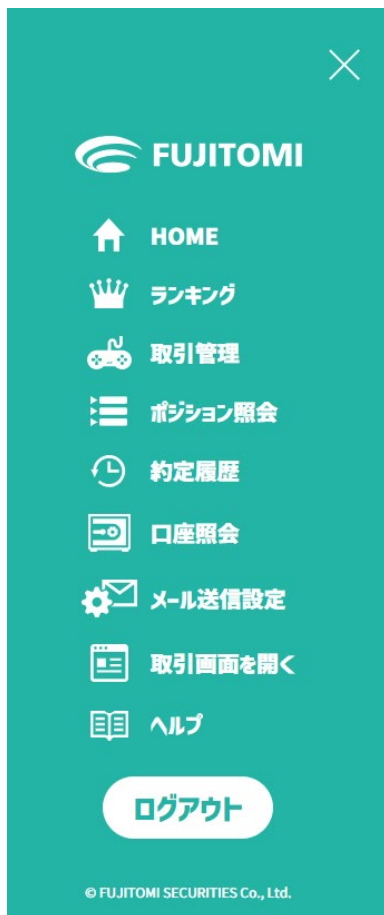 FUJITOMI
HOME
ランキング
取引管理
ポジション照会
約定履歴
口座照会
メール送信設定
取引画面を開く
ヘルプ
ログアウト
© FUJITOMI SECURITIES Co., Ltd.